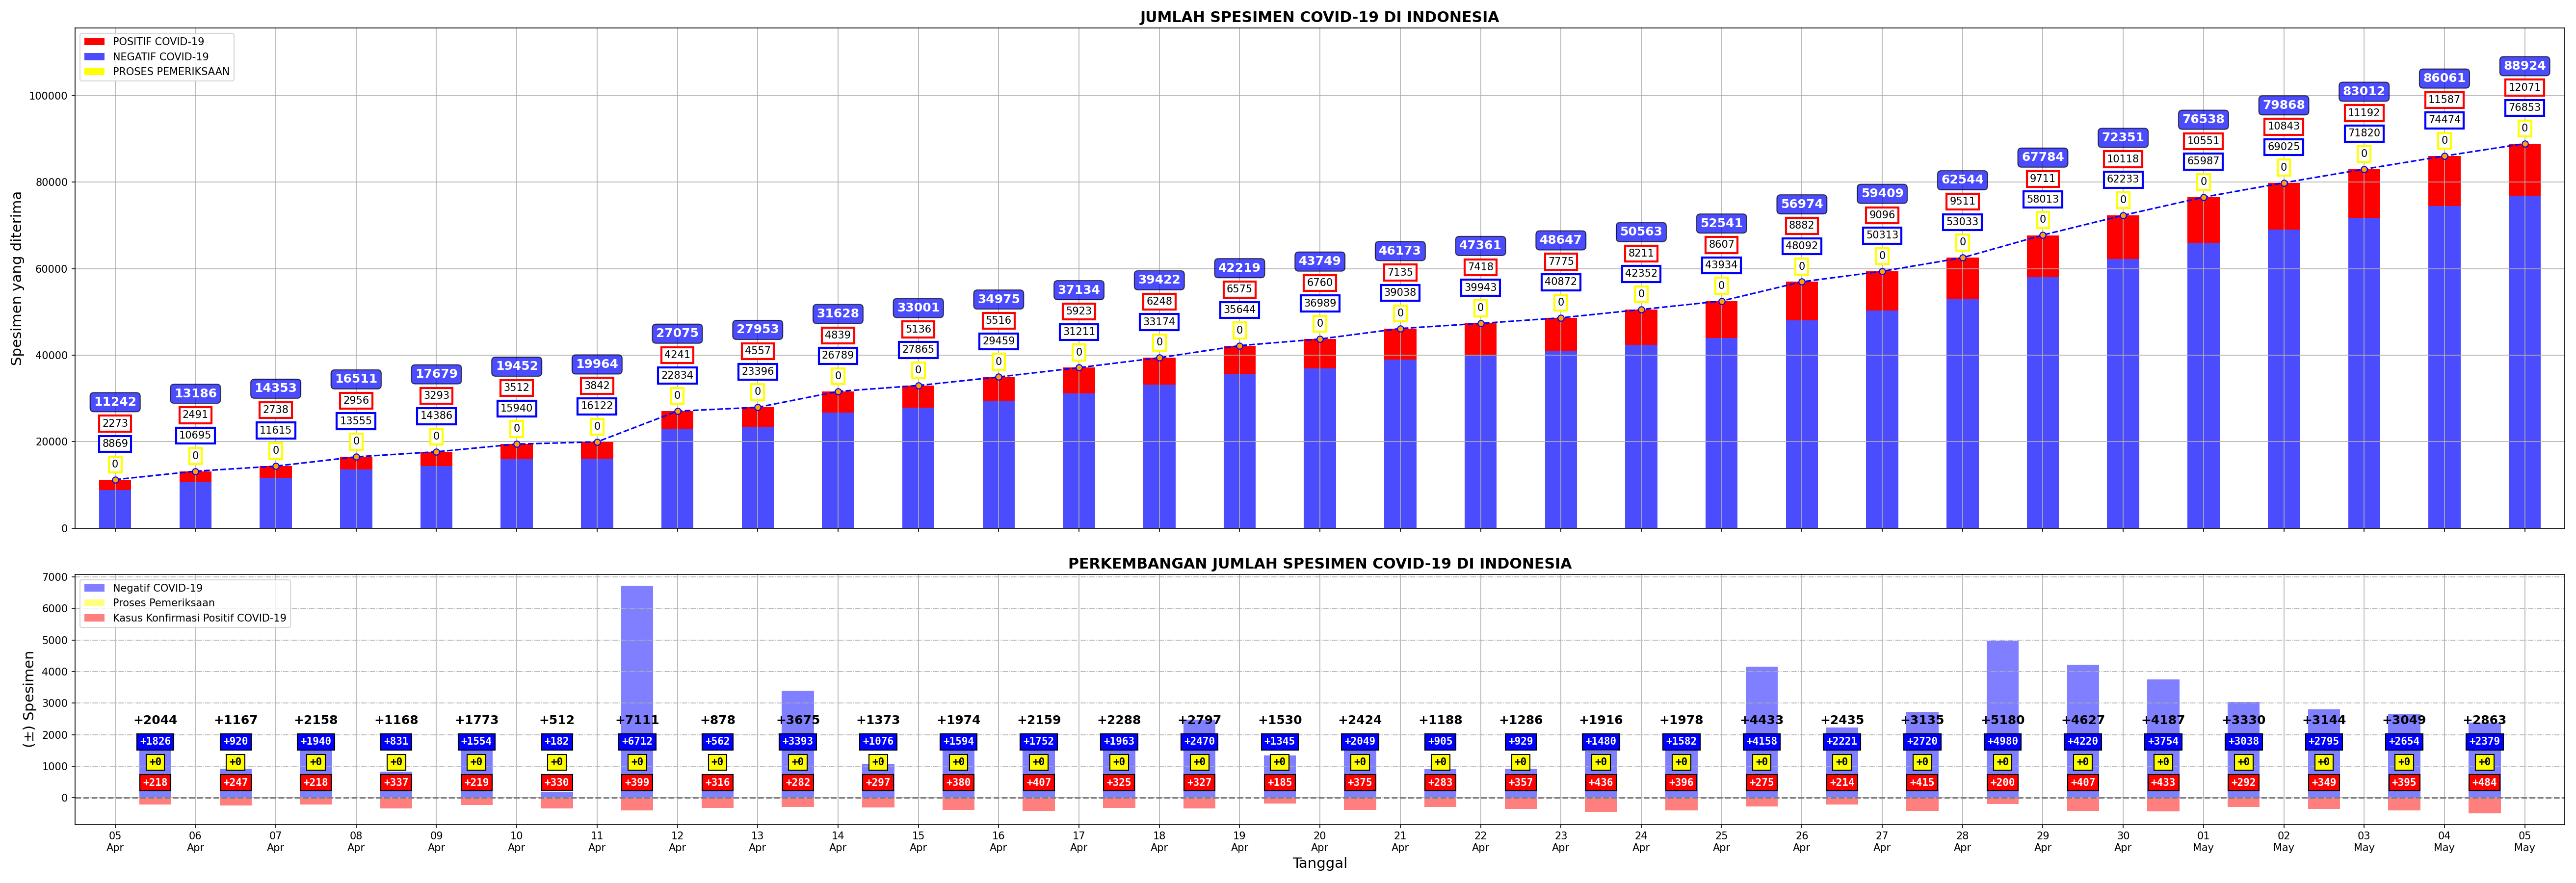 JUMLAH SPESIMEN COVID-19 DI INDONESIA
POSITIF COVID-19
NEGATIF COVID-19
PROSES PEMERIKSAAN
Spesimen yang diterima
100000
80000
60000
40000
20000
0
11242 13186 14353 16511 17679 19452 19964 27075 27953 31628 33001 34975 37134 39422 42219 43749 46173 47361 48647 50563 52541 56974 59409 62544 67784 72351 76538 79868 83012 86061 88924
2273 2491 2738 2956 3293 3512 3842 4241 4557 4839 5136 5516 5923 6248 6575 6760 7135 7418 7775 8211 8607 8882 9096 9511 9711 10118 10551 10843 11192 11587 12071
8869 10695 11615 13555 14386 15940 16122 22834 23396 26789 27865 29459 31211 33174 35644 36989 39038 39943 40872 42352 43934 48092 50313 53033 58013 62233 65987 69025 71820 74474 76853
0 0 0 0 0 0 0 0 0 0 0 0 0 0 0 0 0 0 0 0 0 0 0 0 0 0 0 0 0 0 0
PERKEMBANGAN JUMLAH SPESIMEN COVID-19 DI INDONESIA
Negatif COVID-19
Proses Pemeriksaan
Kasus Konfirmasi Positif COVID-19
(±) Spesimen
7000
6000
5000
4000
3000
2000
1000
0
+2044 +1167 +2158 +1168 +1773 +512 +7111 +878 +3675 +1373 +1974 +2159 +2288 +2797 +1530 +2424 +1188 +1286 +1916 +1978 +4433 +2435 +3135 +5180 +4627 +4187 +3330 +3144 +3049 +2863
+1826 +920 +1940 +831 +1554 +182 +6712 +562 +3393 +1076 +1594 +1752 +1963 +2470 +1345 +2049 +905 +929 +1480 +1582 +4158 +2221 +2720 +4980 +4220 +3754 +3038 +2795 +2654 +2379
+0 +0 +0 +0 +0 +0 +0 +0 +0 +0 +0 +0 +0 +0 +0 +0 +0 +0 +0 +0 +0 +0 +0 +0 +0 +0 +0 +0 +0 +0
+218 +247 +218 +337 +219 +330 +399 +316 +282 +297 +380 +407 +325 +327 +185 +375 +283 +357 +436 +396 +275 +214 +415 +200 +407 +433 +292 +349 +395 +484
05 06 07 08 09 10 11 12 13 14 15 16 17 18 19 20 21 22 23 24 25 26 27 28 29 30 01 02 03 04 05
Apr Apr Apr Apr Apr Apr Apr Apr Apr Apr Apr Apr Apr Apr Apr Apr Apr Apr Apr Apr Apr Apr Apr Apr Apr Apr May May May May May
Tanggal